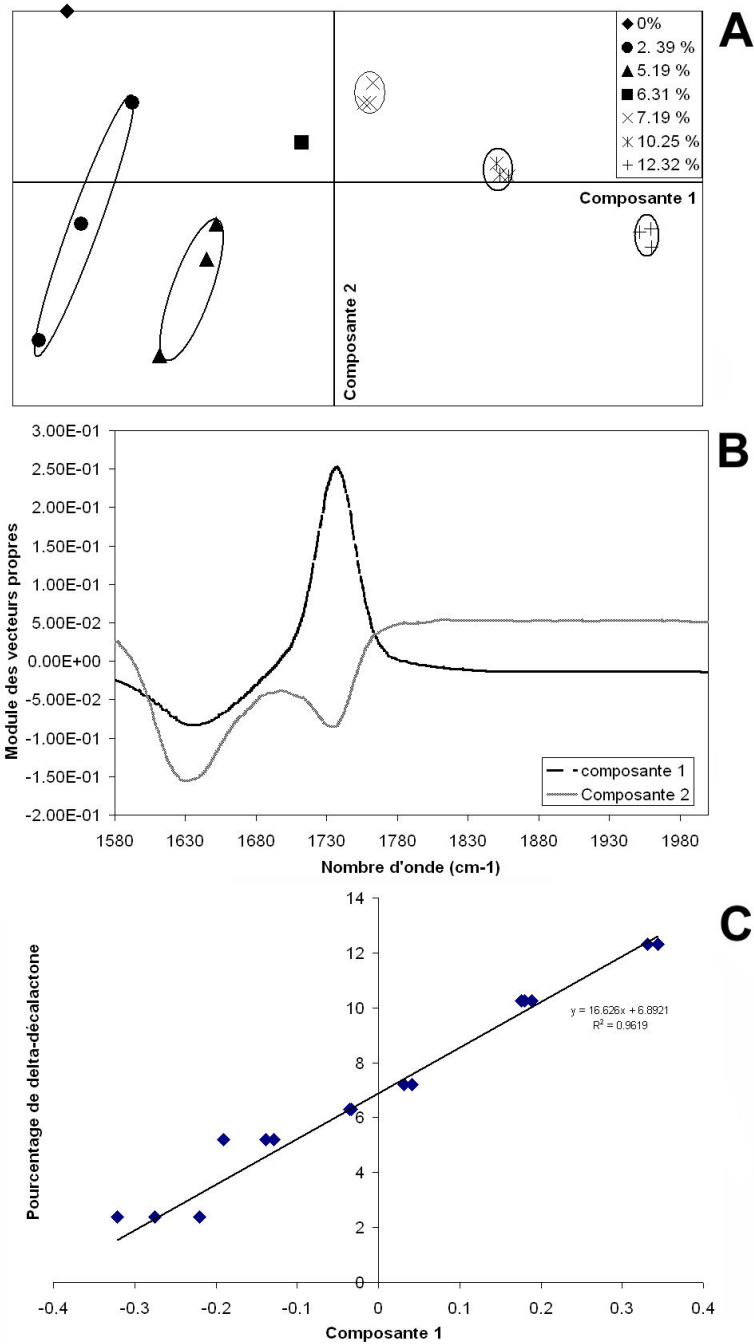 A
0%
2. 39 %
5.19 %
6.31 %
7.19 %
10.25 %
12.32 %
Composante 1
Composante 2
B
3.00E-01
2.50E-01
2.00E-01
1.50E-01
1.00E-01
5.00E-02
0.00E+00
-5.00E-02
-1.00E-01
-1.50E-01
-2.00E-01
Module des vecteurs propres
composante 1
Composante 2
1580 1630 1680 1730 1780 1830 1880 1930 1980
Nombre d'onde (cm-1)
C
14
12
10
8
6
4
2
0
Pourcentage de delta-décalactone
y = 16.626x + 6.8921
R² = 0.9619
-0.4 -0.3 -0.2 -0.1 0 0.1 0.2 0.3 0.4
Composante 1